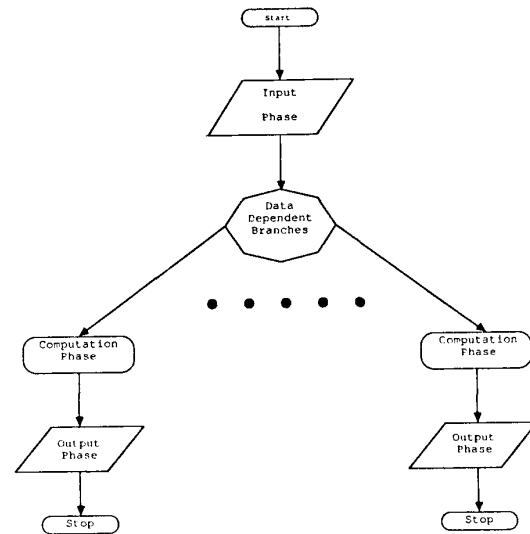 Start
Input
Phase
Data
Dependent
Branches
Computation
Phase
Computation
Phase
Output
Phase
Output
Phase
Stop
Stop